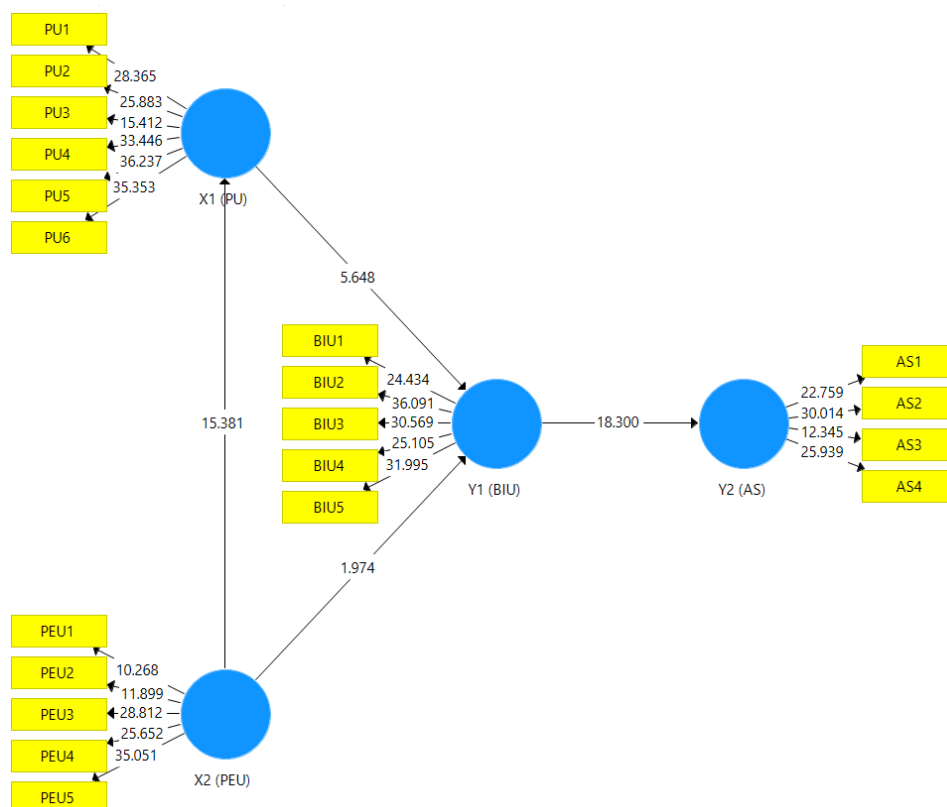 PU1
PU2
PU3
PU4
PU5
PU6
28.365
25.883
15.412
33.446
36.237
35.353
X1 (PU)
5.648
15.381
BIU1
BIU2
BIU3
BIU4
BIU5
24.434
36.091
30.569
25.105
31.995
Y1 (BIU)
18.300
Y2 (AS)
22.759
30.014
12.345
25.939
AS1
AS2
AS3
AS4
1.974
PEU1
PEU2
PEU3
PEU4
PEU5
10.268
11.899
28.812
25.652
35.051
X2 (PEU)